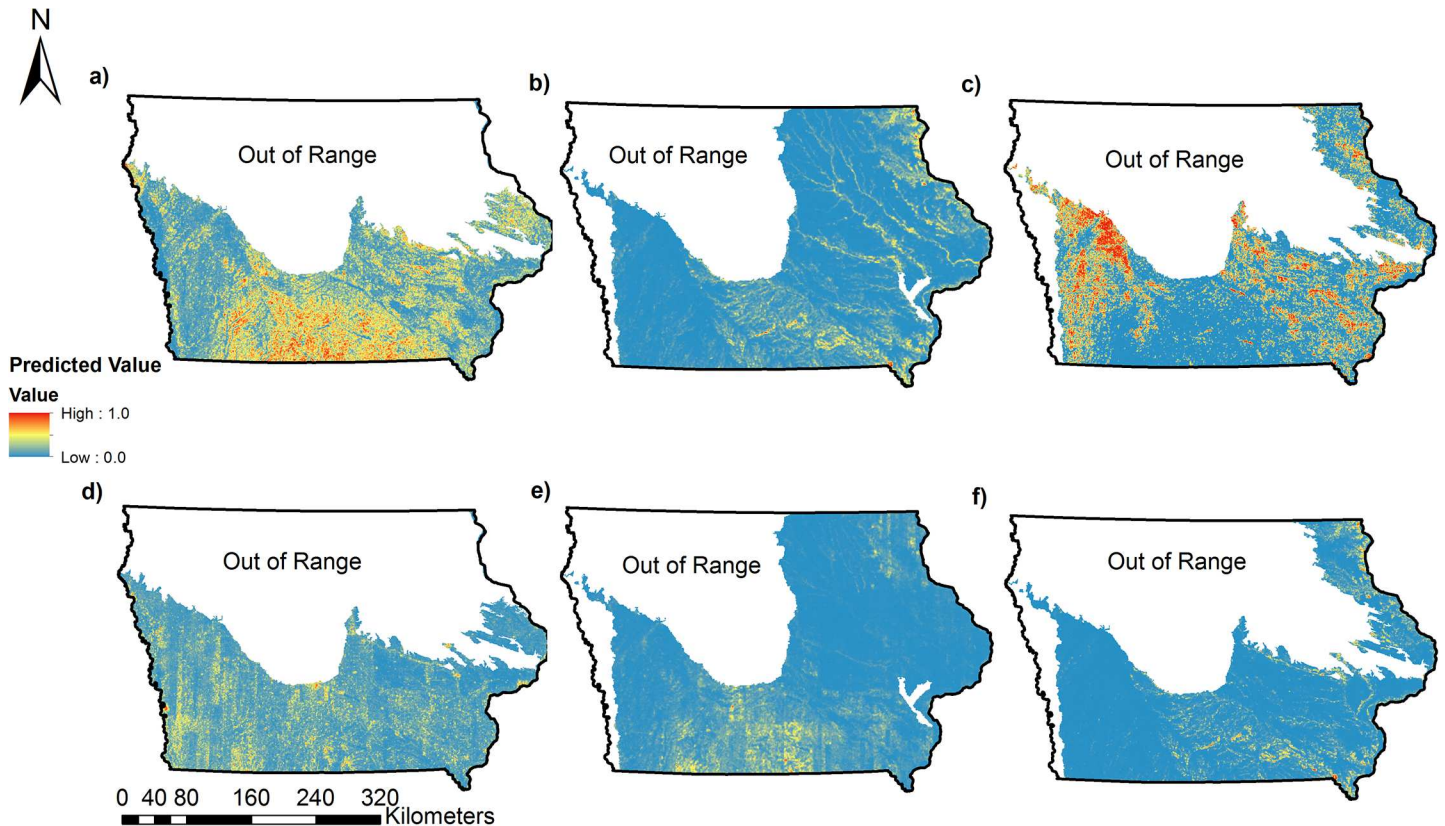 N
a)
b)
c)
Out of Range
Out of Range
Out of Range
Predicted Value
Value
High : 1.0
Low : 0.0
d)
e)
f)
Out of Range
Out of Range
Out of Range
0 40 80 160 240 320
Kilometers